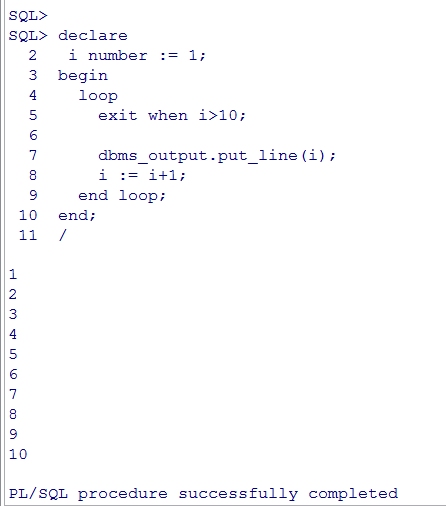 SQL>
SQL> declare
  2   i number := 1;
  3  begin
  4    loop
  5      exit when i>10;
  6
  7      dbms_output.put_line(i);
  8      i := i+1;
  9    end loop;
 10  end;
 11  /
1
2
3
4
5
6
7
8
9
10
PL/SQL procedure successfully completed